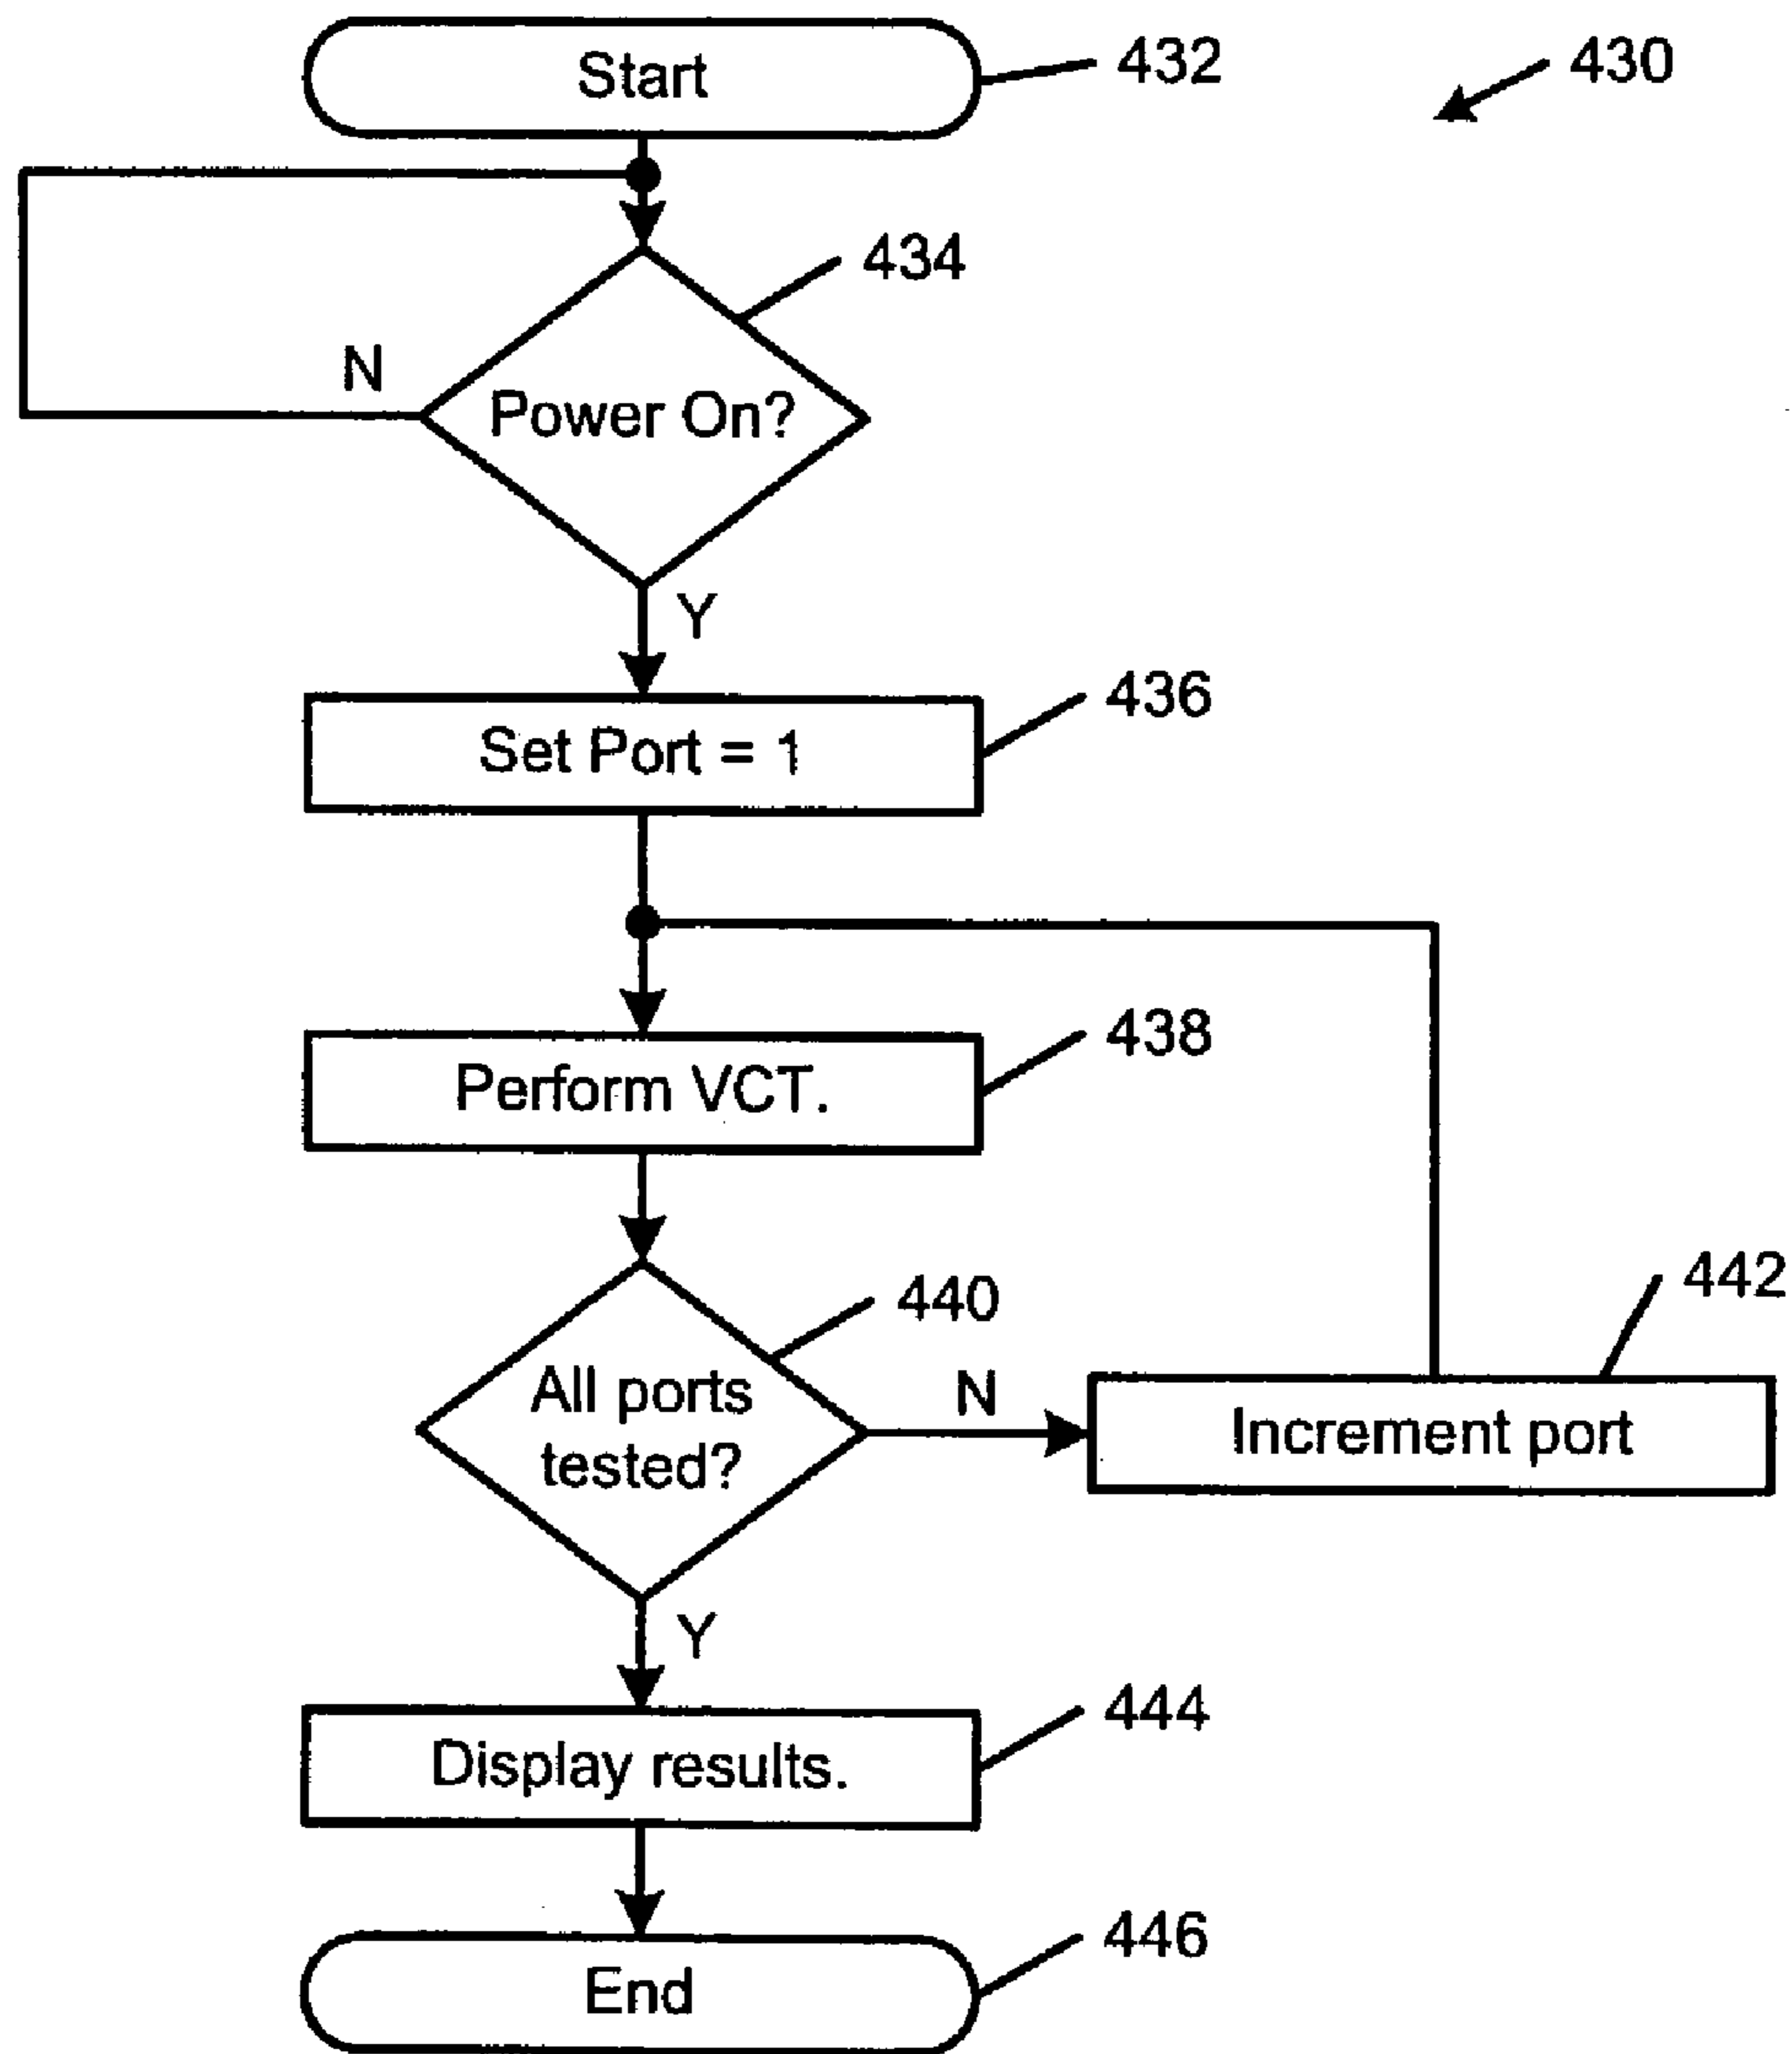 Start
432
430
434
N
Power On?
Y
436
Set Port = 1
438
Perform VCT.
440
442
All ports
tested?
N
Increment port
Y
444
Display results.
446
End